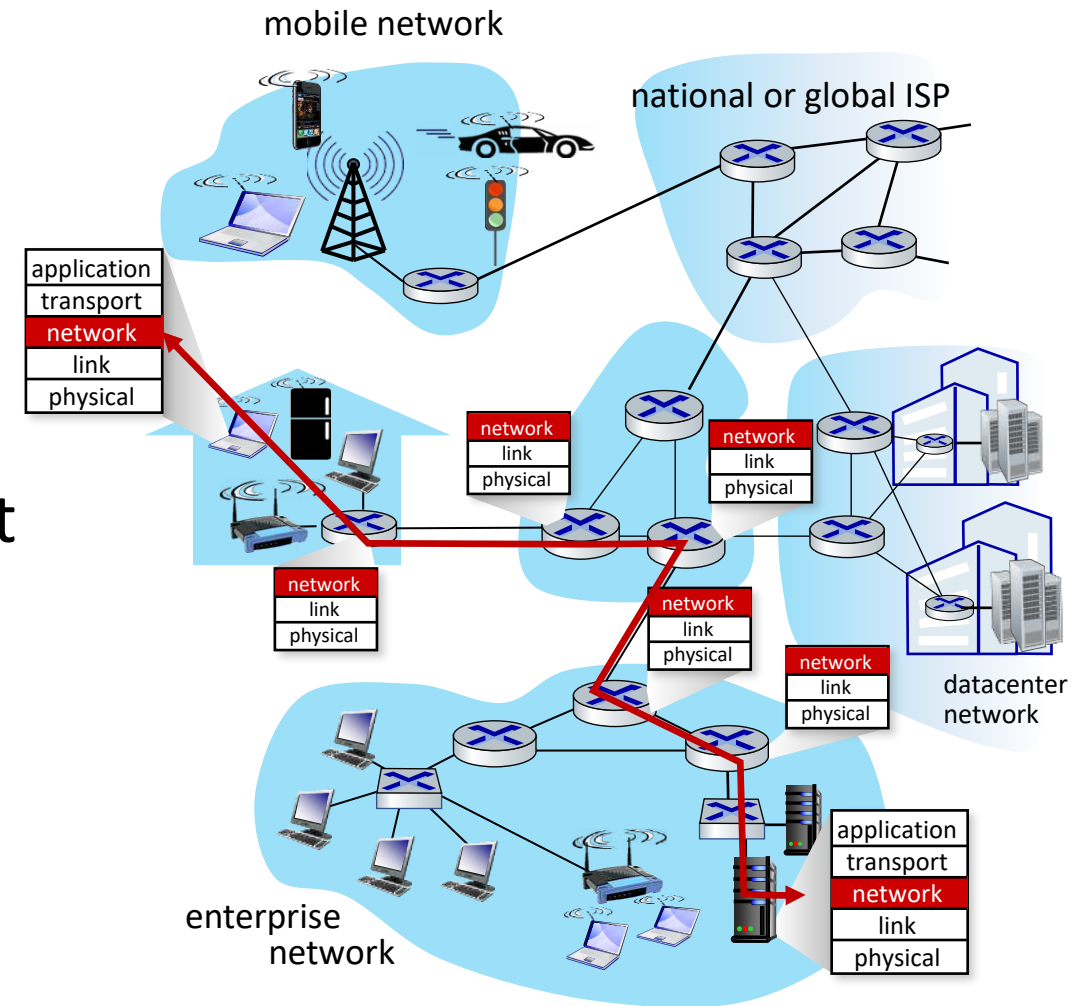 mobile network
national or global ISP
application
transport
network
link
physical
network
link
physical
network
link
physical
t
network
link
physical
network
link
physical
network
link
physical
datacenter
network
application
transport
network
link
physical
enterprise
network